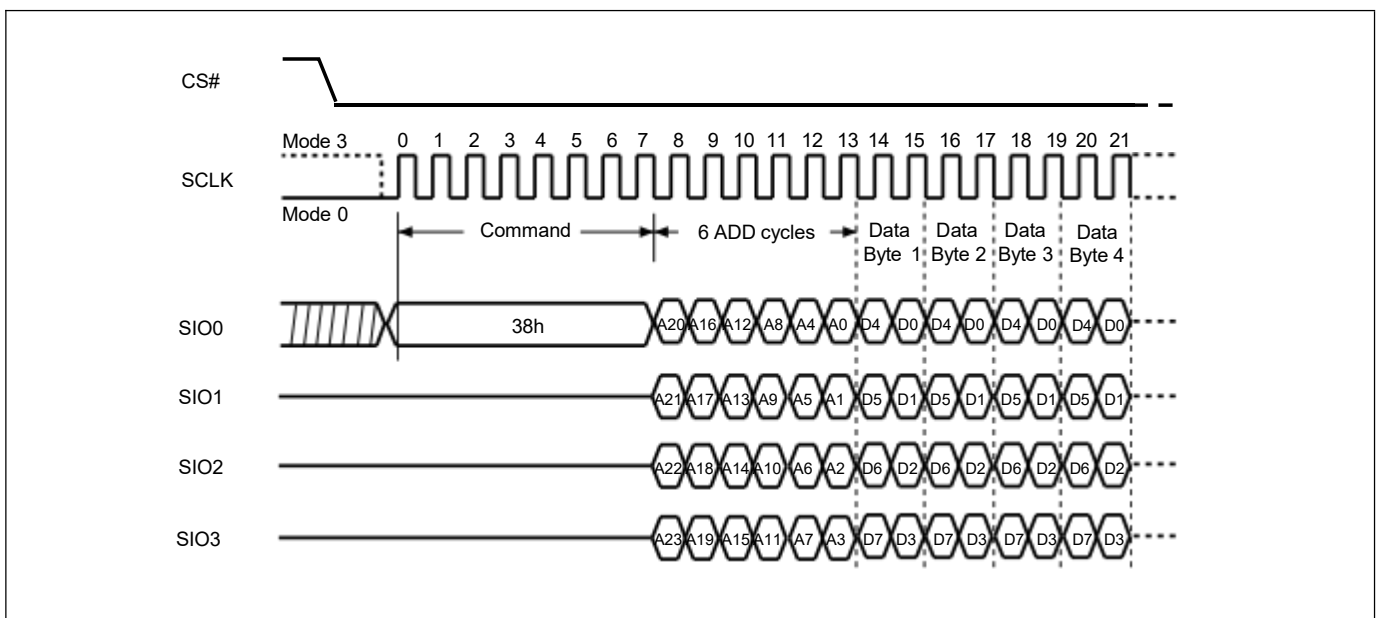 CS#
Mode 3 0 1 2 3 4 5 6 7 8 9 10 11 12 13 14 15 16 17 18 19 20 21
SCLK
Mode 0
Command 6 ADD cycles Data Data Data Data
Byte 1 Byte 2 Byte 3 Byte 4
SIO0 38h A20 A16 A12 A8 A4 A0 D4 D0 D4 D0 D4 D0 D4 D0
SIO1 A21 A17 A13 A9 A5 A1 D5 D1 D5 D1 D5 D1 D5 D1
SIO2 A22 A18 A14 A10 A6 A2 D6 D2 D6 D2 D6 D2 D6 D2
SIO3 A23 A19 A15 A11 A7 A3 D7 D3 D7 D3 D7 D3 D7 D3